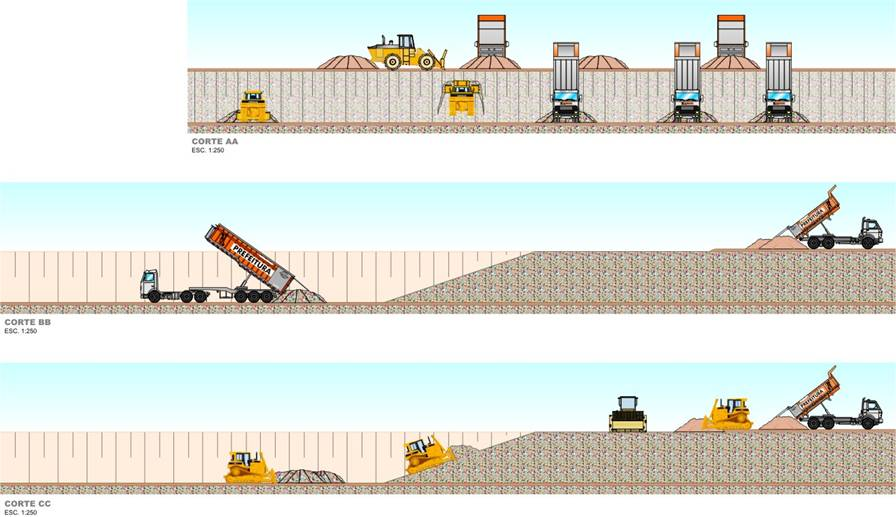 CORTE AA
ESC. 1:250
PREFEITURA
PREFEITURA
CORTE BB
ESC. 1:250
PREFEITURA
CORTE CC
ESC. 1:250